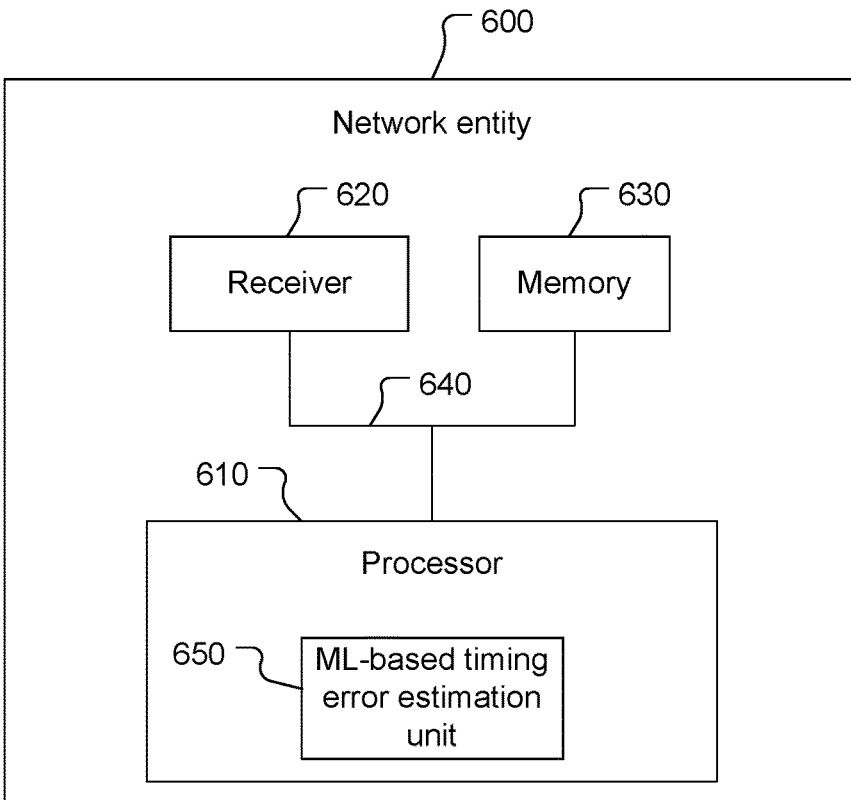 600
Network entity
620
630
Receiver
Memory
640
610
Processor
650
ML-based timing
error estimation
unit